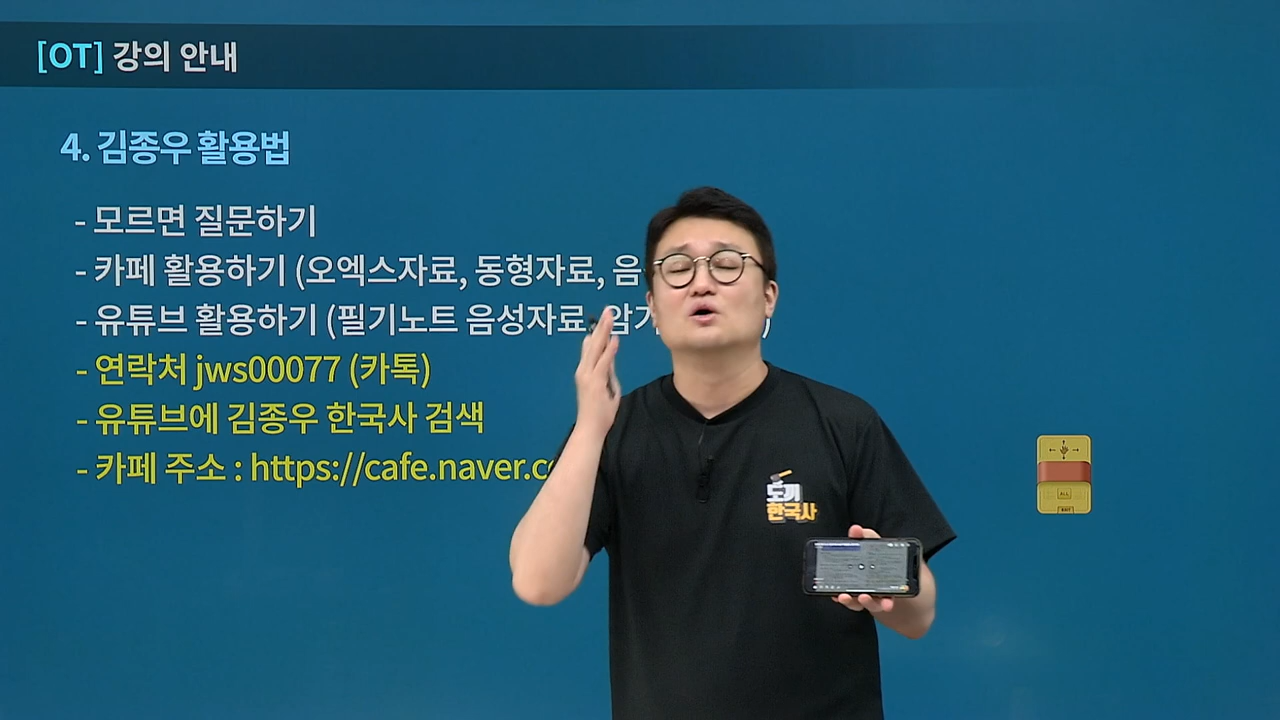 [OT] 강의 안내
4. 김종우 활용법
- 모르면 질문하기
- 카페 활용하기 (오엑스자료, 동형자료,
- 유튜브 활용하기 (필기노트 음성자료,
- 연락처 jws00077 (카톡)
- 유튜브에 김종우 한국사 검색
- 카페 주소 : https://cafe.naver.c
도끼
한국사
ALL